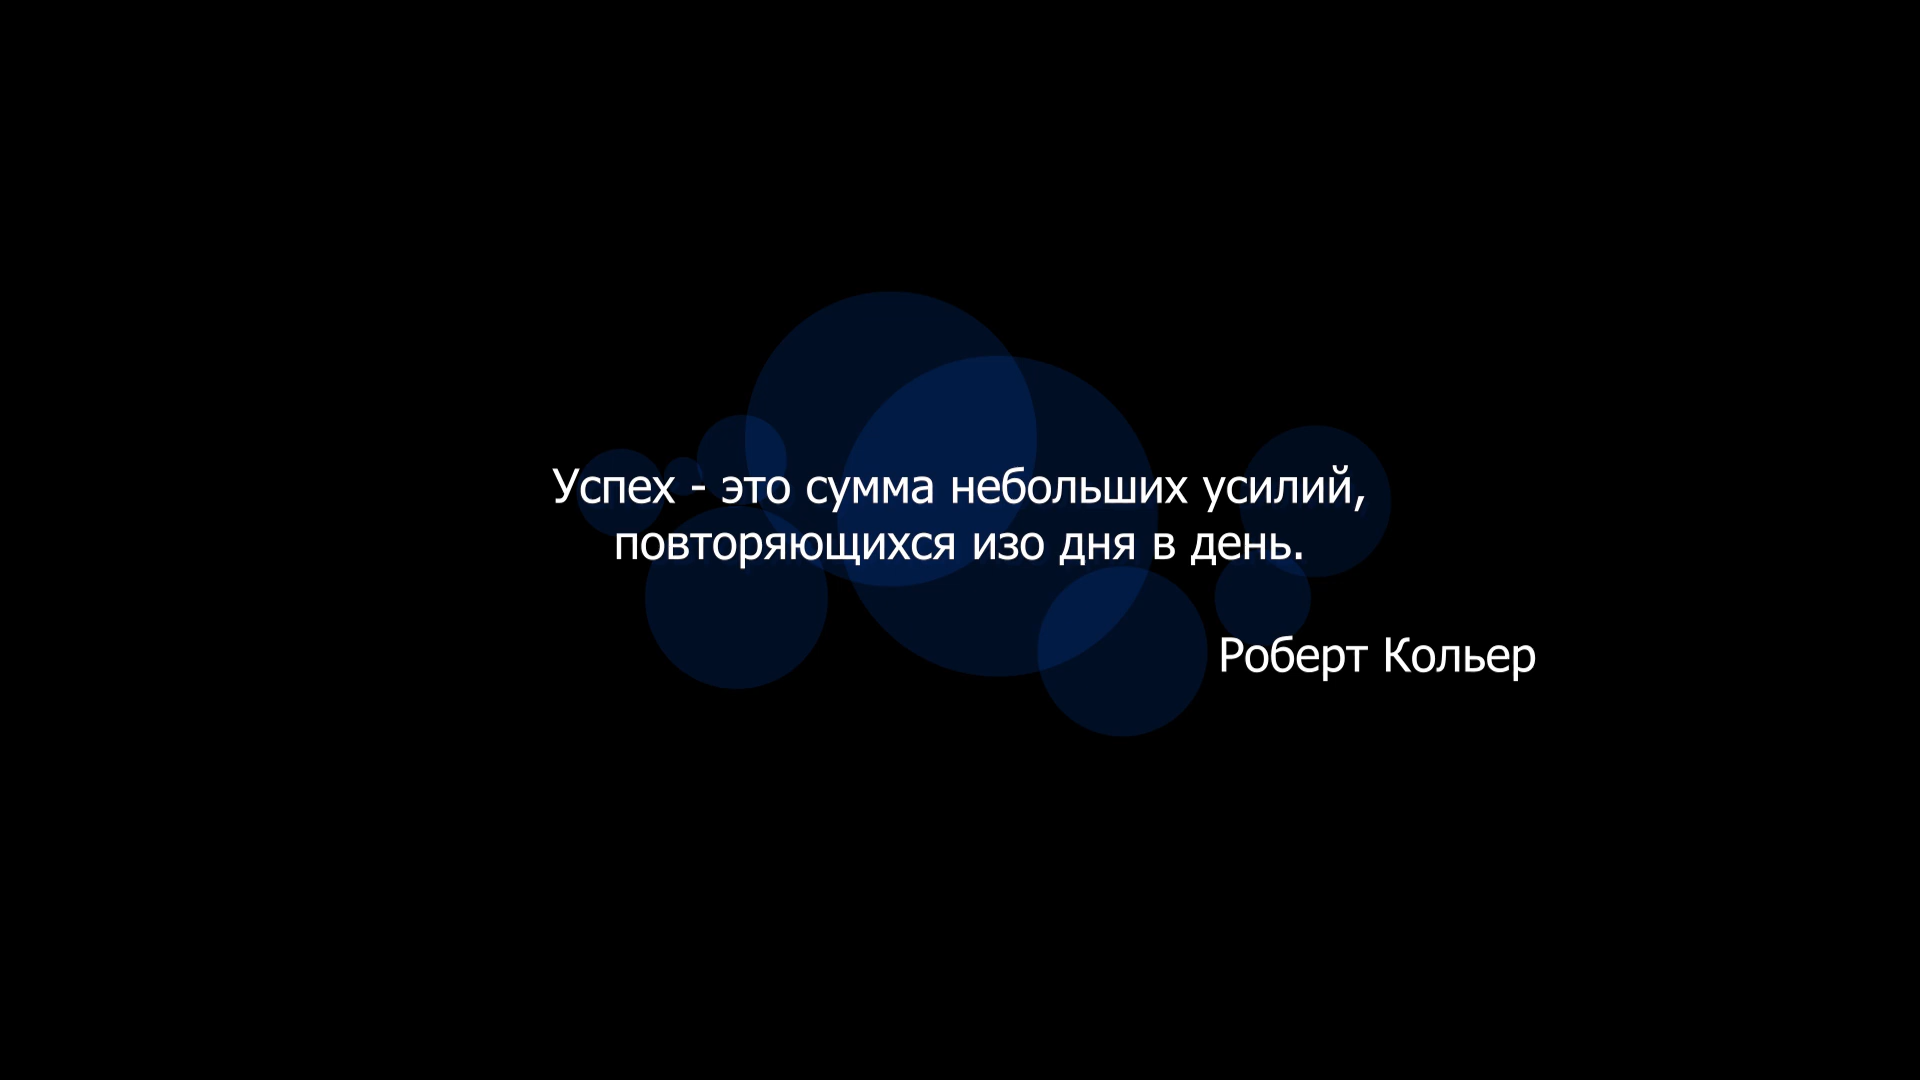 Успех - это сумма небольших усилий,
повторяющихся изо дня в день.
Роберт Кольер